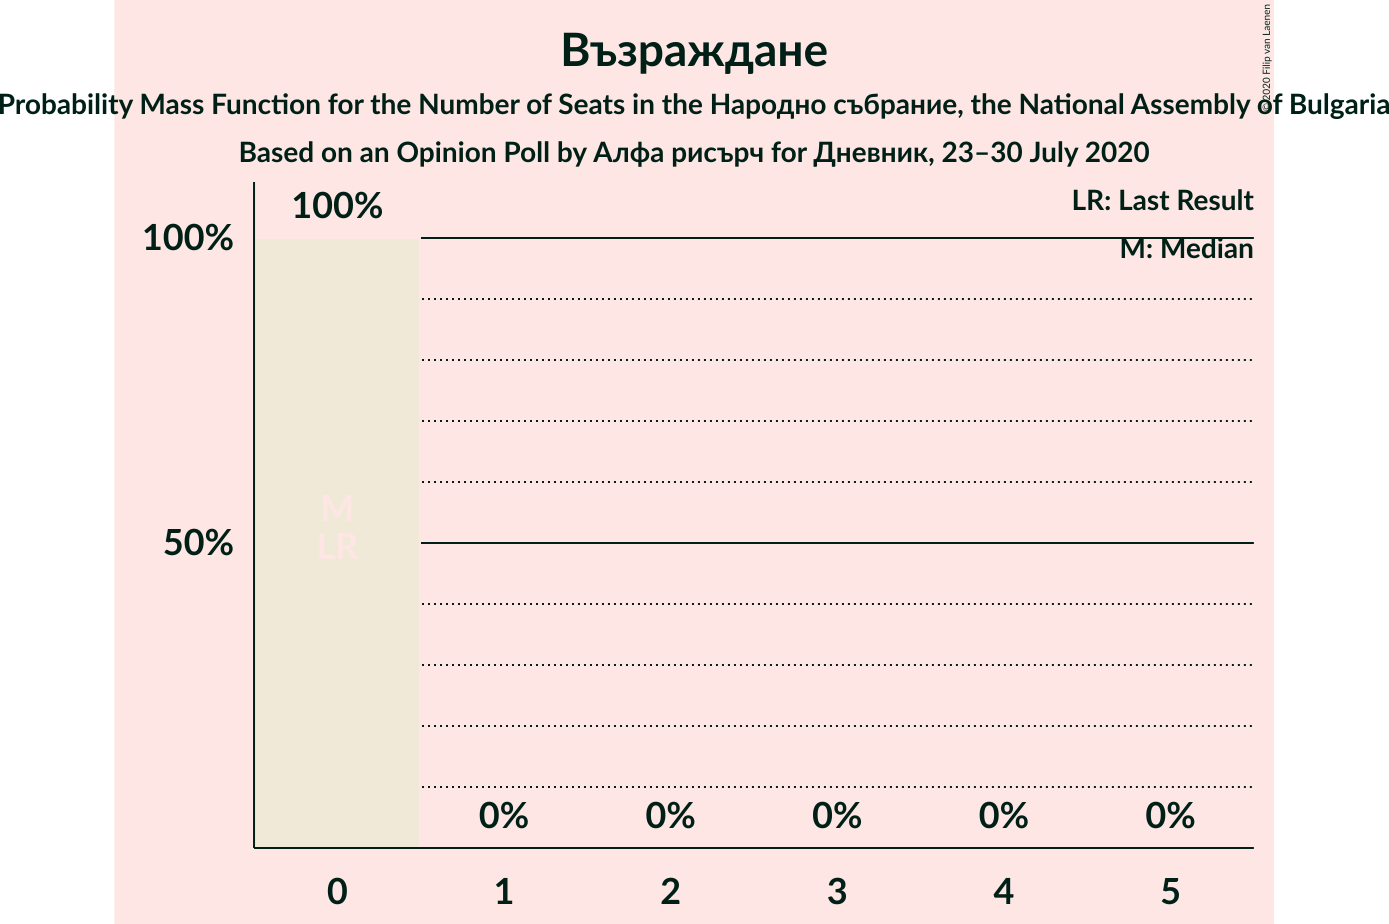 Възраждане
Probability Mass Function for the Number of Seats in the Народно събрание, the National Assembly of Bulgaria
Based on an Opinion Poll by Алфа рисърч for Дневник, 23–30 July 2020
© 2020 Filip van Laenen
LR: Last Result
M: Median
100%
100%
50%
M
LR
0% 0% 0% 0% 0%
0 1 2 3 4 5